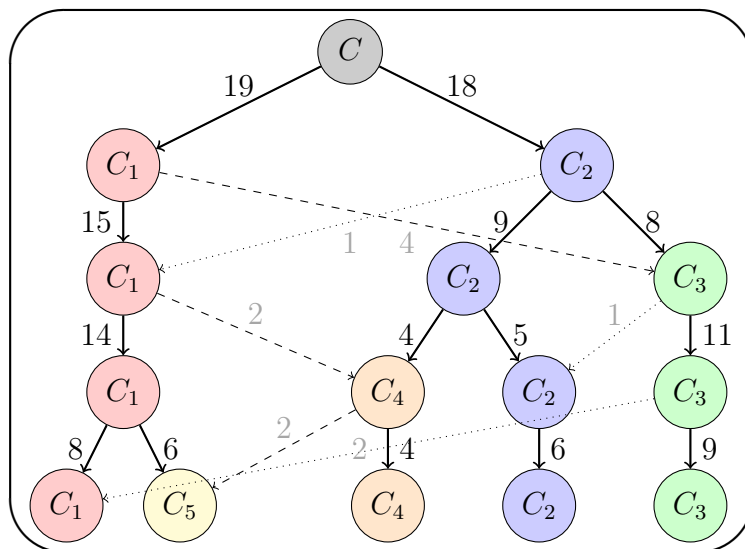 C
19 18
C₁ C₂
15 9 8
1 4
C₁ C₂ C₃
14 2 4 5 1 11
C₁ C₄ C₂ C₃
8 6 2 2 4 6 9
C₁ C₅ C₄ C₂ C₃